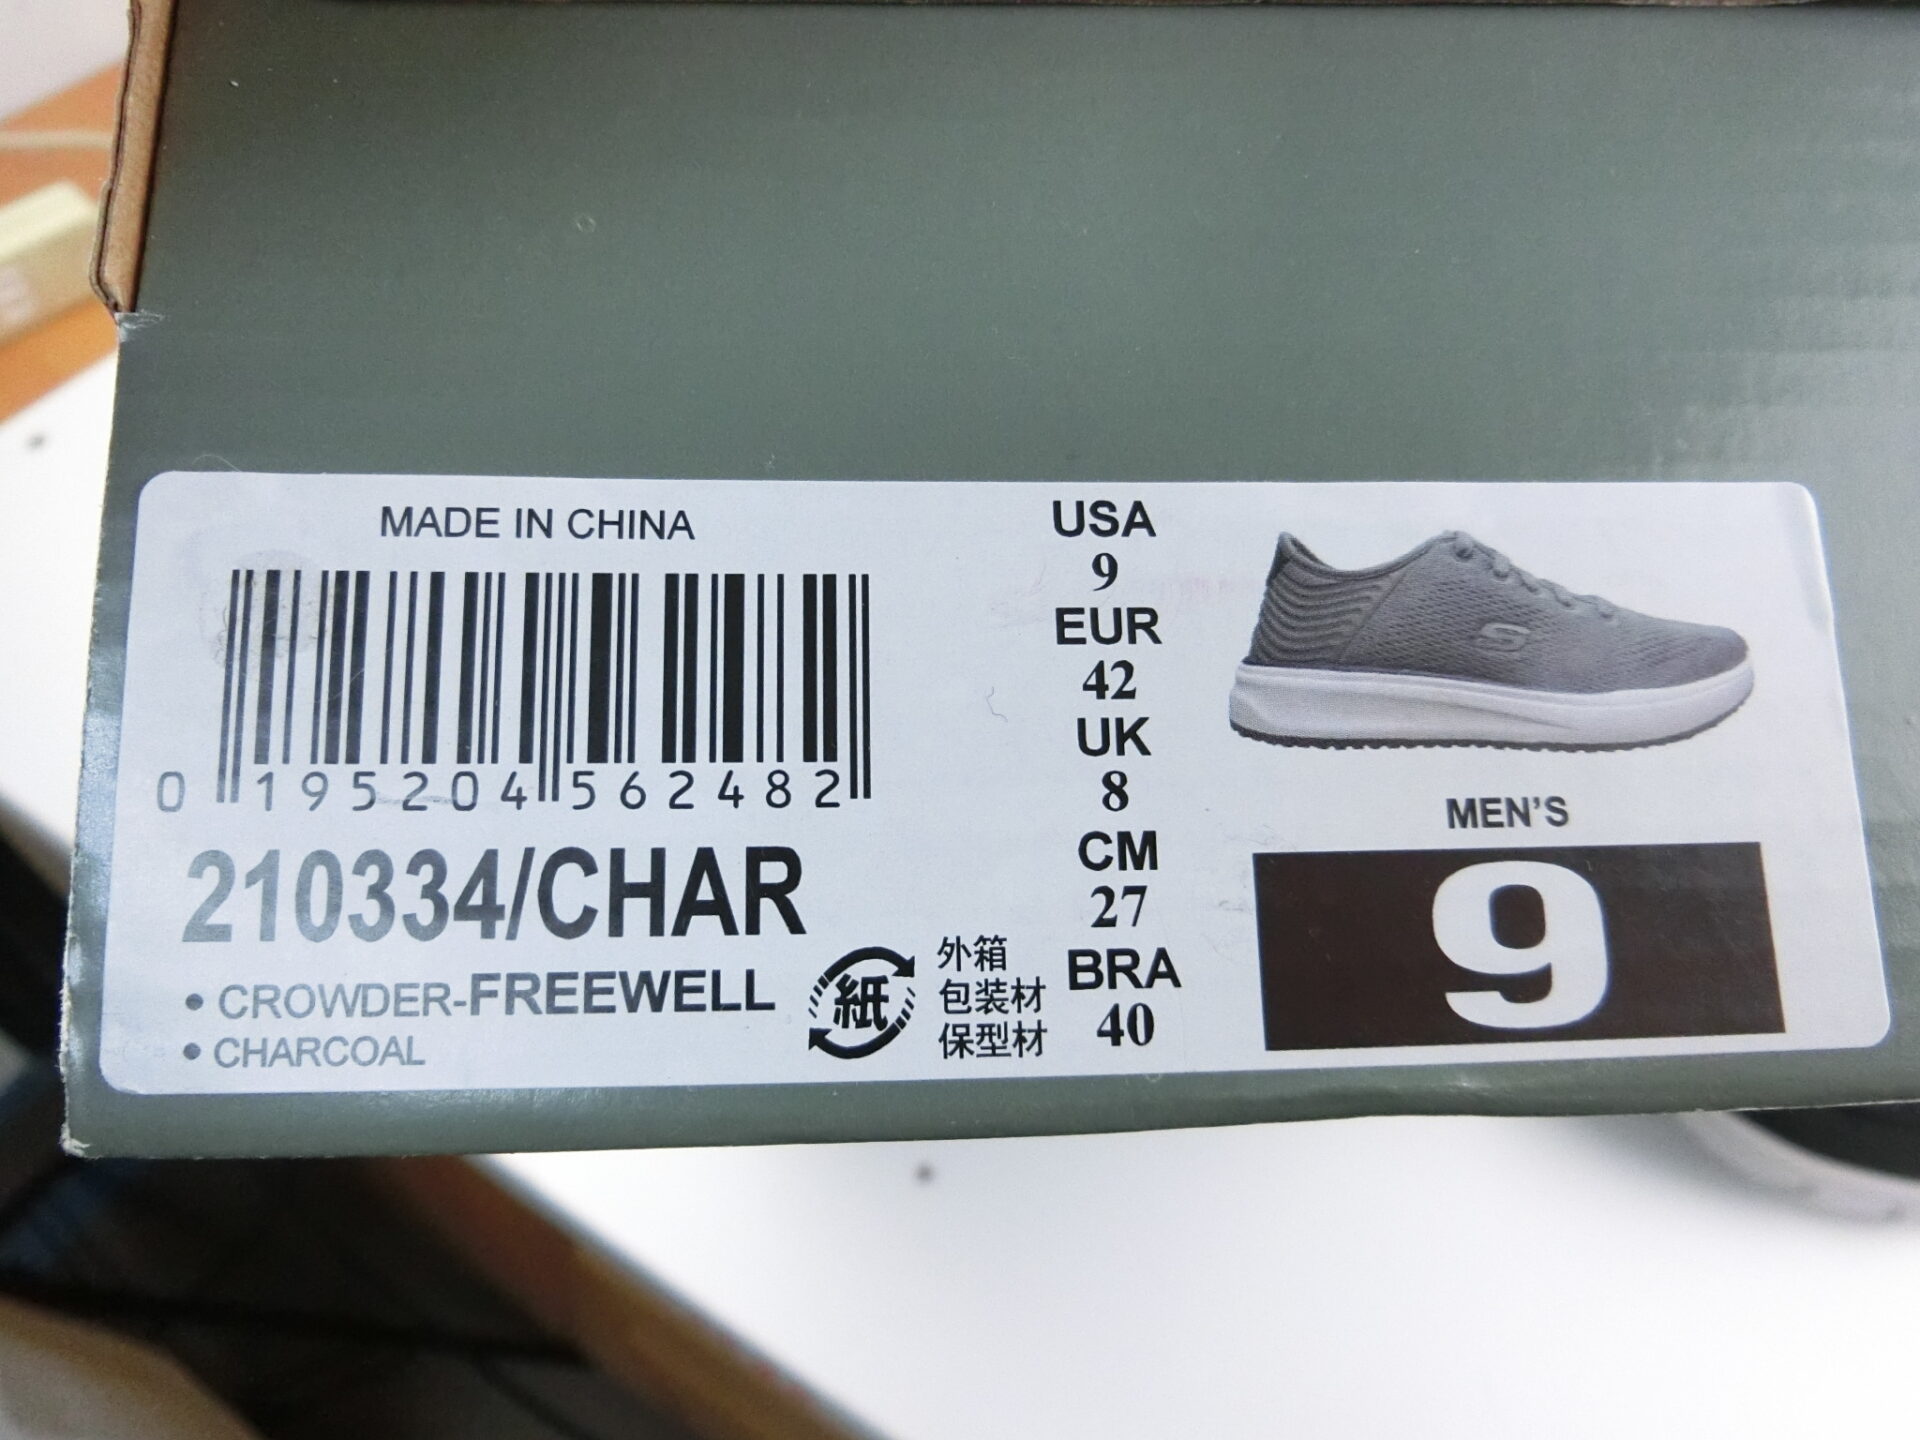 MADE IN CHINA
0 195204 562482
210334/CHAR
• CROWDER-FREEWELL
• CHARCOAL
紙
外箱
包装材
保型材
USA
9
EUR
42
UK
8
CM
27
BRA
40
S
MEN'S
9